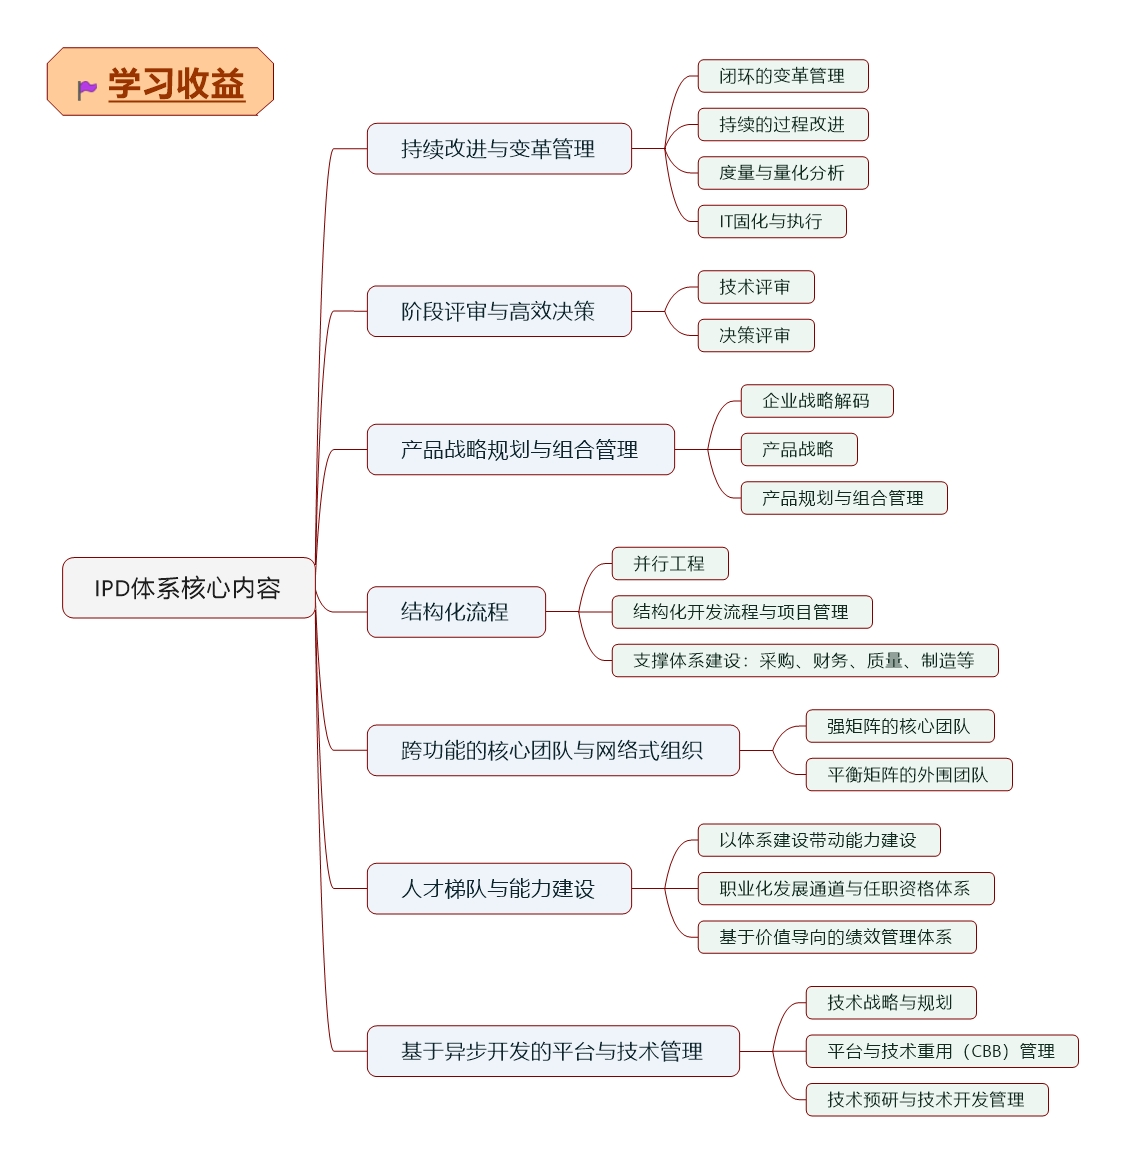 学习收益
IPD体系核心内容
持续改进与变革管理
闭环的变革管理
持续的过程改进
度量与量化分析
IT固化与执行
阶段评审与高效决策
技术评审
决策评审
产品战略规划与组合管理
企业战略解码
产品战略
产品规划与组合管理
结构化流程
并行工程
结构化开发流程与项目管理
支撑体系建设：采购、财务、质量、制造等
跨功能的核心团队与网络式组织
强矩阵的核心团队
平衡矩阵的外围团队
人才梯队与能力建设
以体系建设带动能力建设
职业化发展通道与任职资格体系
基于价值导向的绩效管理体系
基于异步开发的平台与技术管理
技术战略与规划
平台与技术重用（CBB）管理
技术预研与技术开发管理